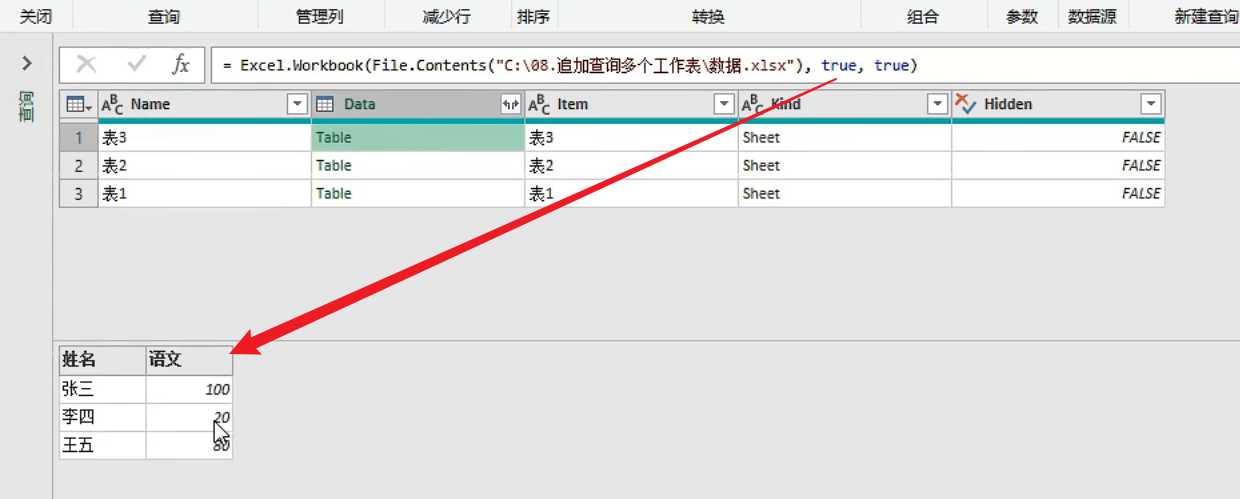 关闭 查询 管理列 减少行 排序 转换 组合 参数 数据源 新建查询
fx = Excel.Workbook(File.Contents("C:\08.追加查询多个工作表\数据.xlsx"), true, true)
查询
ABC Name Data ABC Item ABC Kind Hidden
1 表3 Table 表3 Sheet FALSE
2 表2 Table 表2 Sheet FALSE
3 表1 Table 表1 Sheet FALSE
姓名 语文
张三 100
李四 20
王五 80